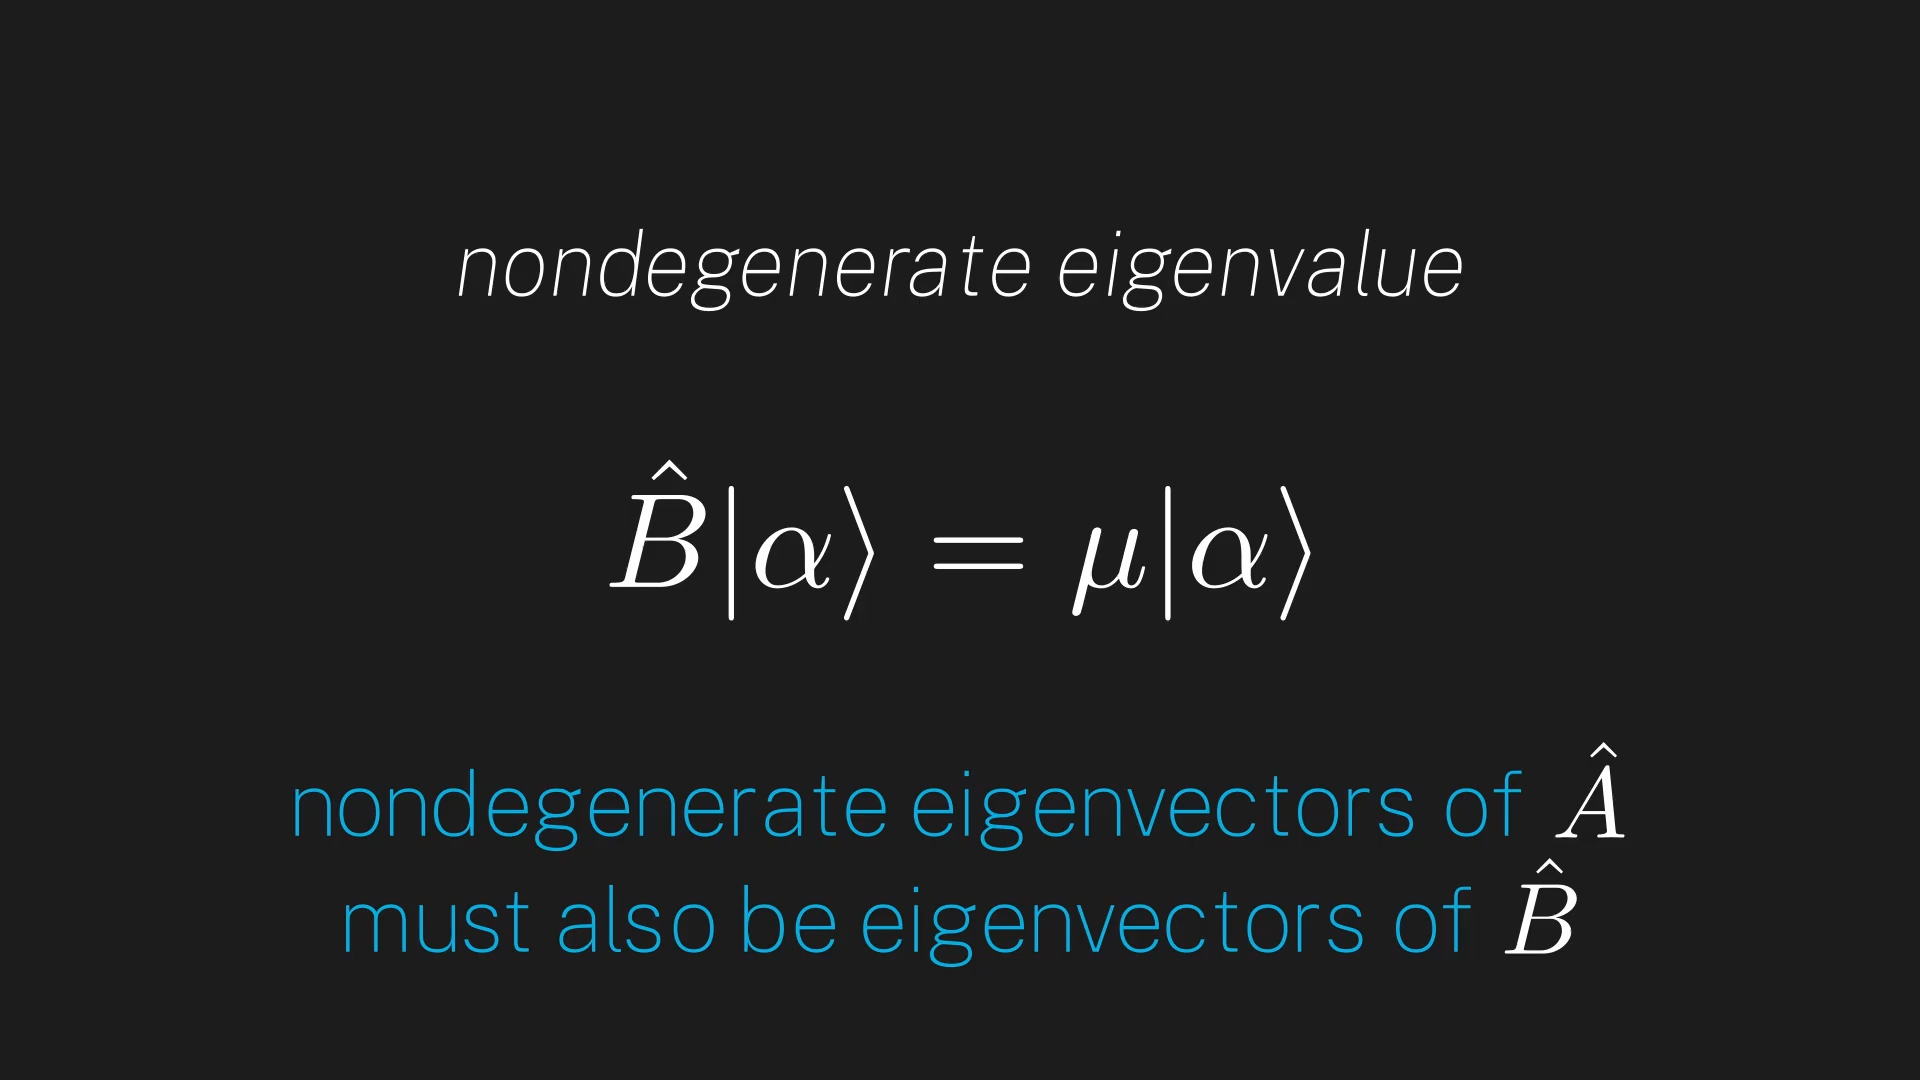 nondegenerate eigenvalue
B̂|α⟩ = μ|α⟩
nondegenerate eigenvectors of Â
must also be eigenvectors of B̂